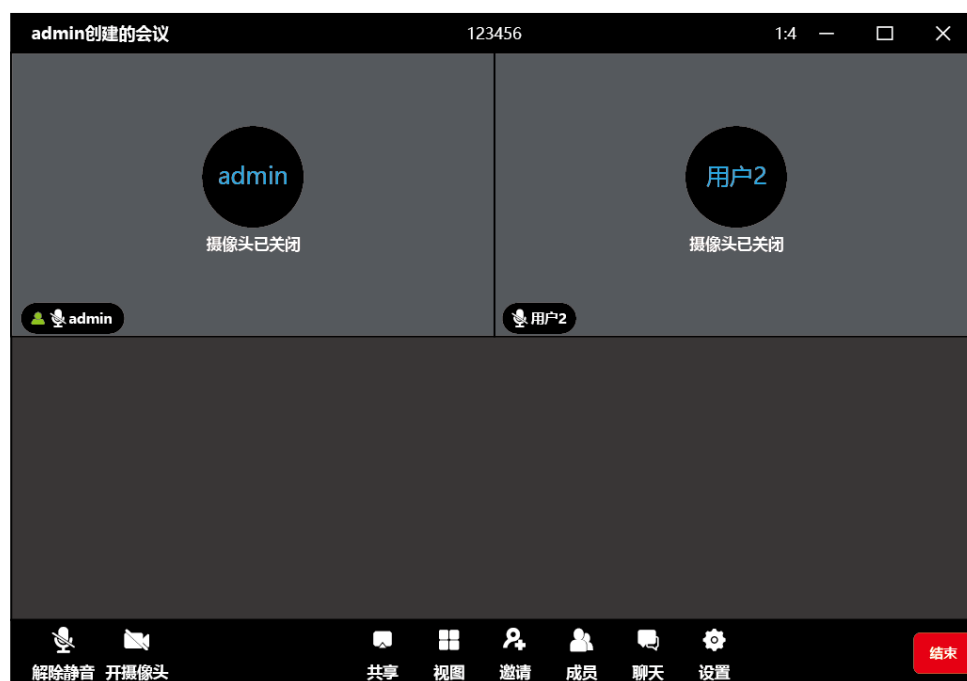 admin创建的会议 123456 1:4
admin 用户2
摄像头已关闭 摄像头已关闭
admin 用户2
解除静音 开摄像头 共享 视图 邀请 成员 聊天 设置 结束